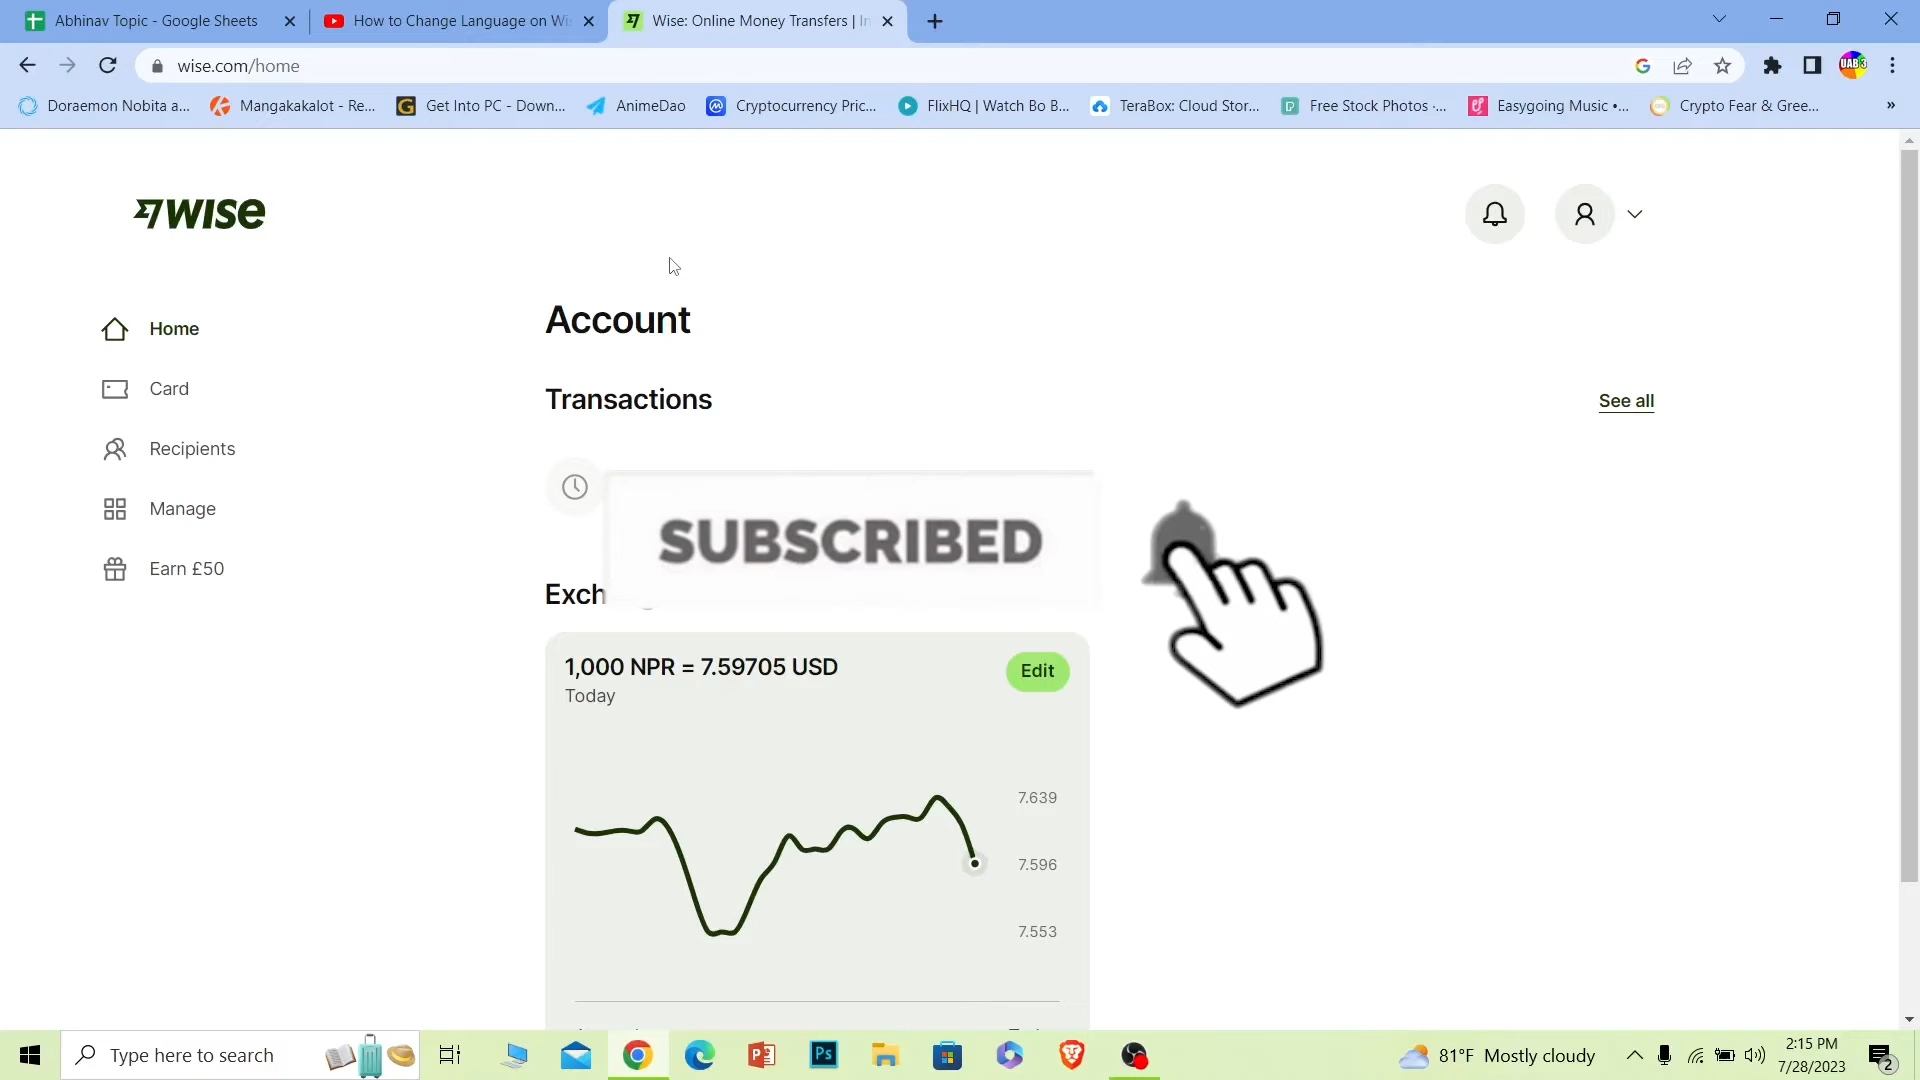 Abhinav Topic - Google Sheets
How to Change Language on Wi
Wise: Online Money Transfers | In
wise.com/home
UAB 3
Doraemon Nobita a...
Mangakakalot - Re...
Get Into PC - Down...
AnimeDao
Cryptocurrency Pric...
FlixHQ | Watch Bo B...
TeraBox: Cloud Stor...
Free Stock Photos ·...
Easygoing Music •...
Crypto Fear & Gree...
»
WISE
Home
Card
Recipients
Manage
Earn £50
Account
Transactions
See all
SUBSCRIBED
Exch
1,000 NPR = 7.59705 USD
Edit
Today
7.639
7.596
7.553
Type here to search
Ps
81°F Mostly cloudy
2:15 PM
7/28/2023
2